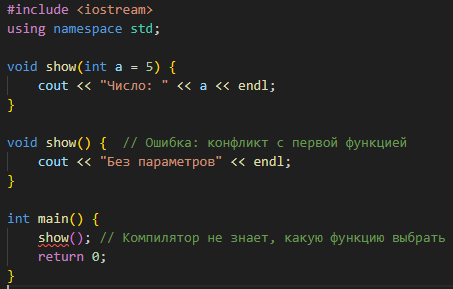 #include <iostream>
using namespace std;
void show(int a = 5) {
cout << "Число: " << a << endl;
}
void show() {  // Ошибка: конфликт с первой функцией
cout << "Без параметров" << endl;
}
int main() {
show(); // Компилятор не знает, какую функцию выбрать
return 0;
}